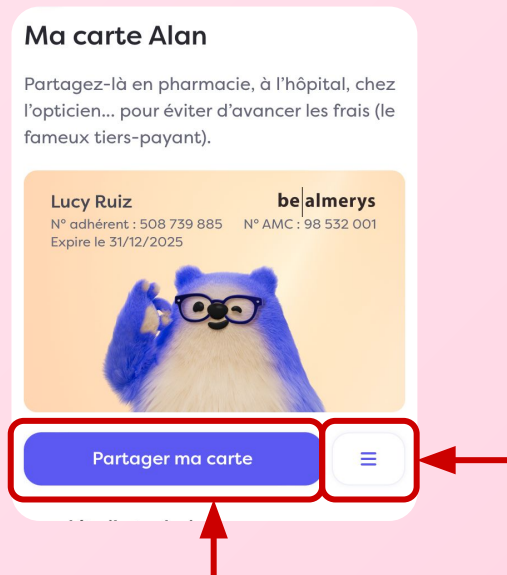 Ma carte Alan
Partagez-là en pharmacie, à l’hôpital, chez
l’opticien... pour éviter d’avancer les frais (le
fameux tiers-payant).
Lucy Ruiz
be|almerys
N° adhérent : 508 739 885
N° AMC : 98 532 001
Expire le 31/12/2025
Partager ma carte